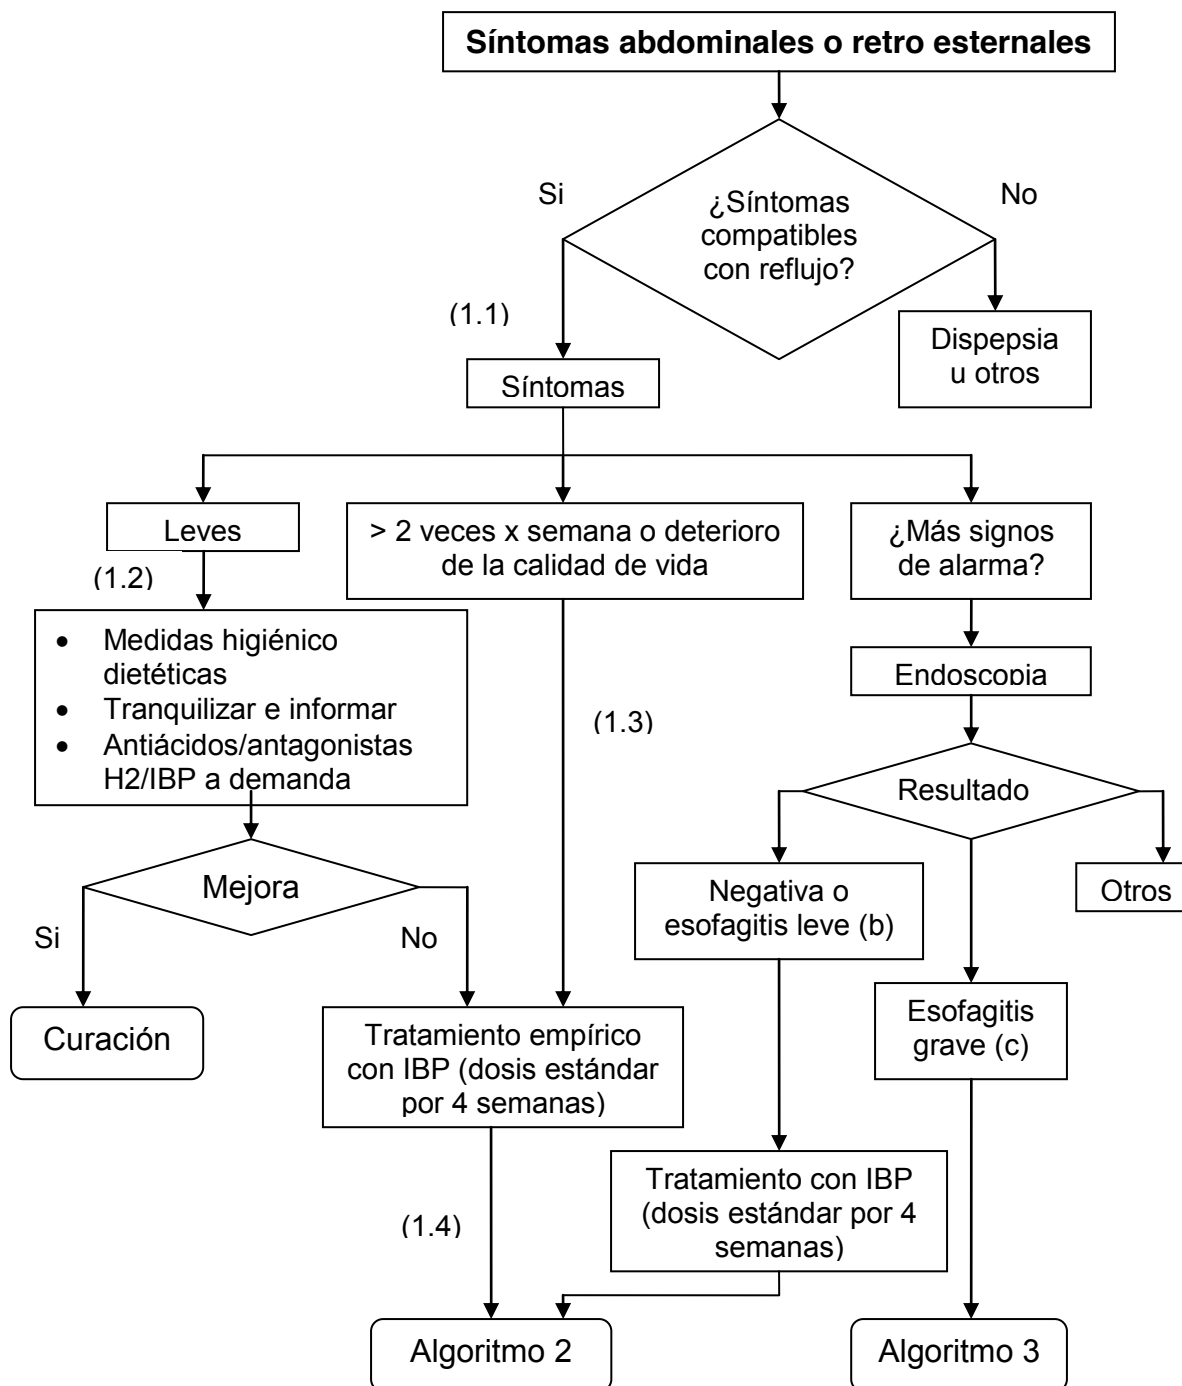 Síntomas abdominales o retro esternales
Si
No
¿Síntomas
compatibles
con reflujo?
(1.1)
Dispepsia
u otros
Síntomas
Leves
> 2 veces x semana o deterioro
de la calidad de vida
¿Más signos
de alarma?
(1.2)
• Medidas higiénico
dietéticas
• Tranquilizar e informar
• Antiácidos/antagonistas
H2/IBP a demanda
(1.3)
Endoscopia
Resultado
Mejora
Si
No
Negativa o
esofagitis leve (b)
Otros
Curación
Tratamiento empírico
con IBP (dosis estándar
por 4 semanas)
Esofagitis
grave (c)
Tratamiento con IBP
(dosis estándar por 4
semanas)
(1.4)
Algoritmo 2
Algoritmo 3